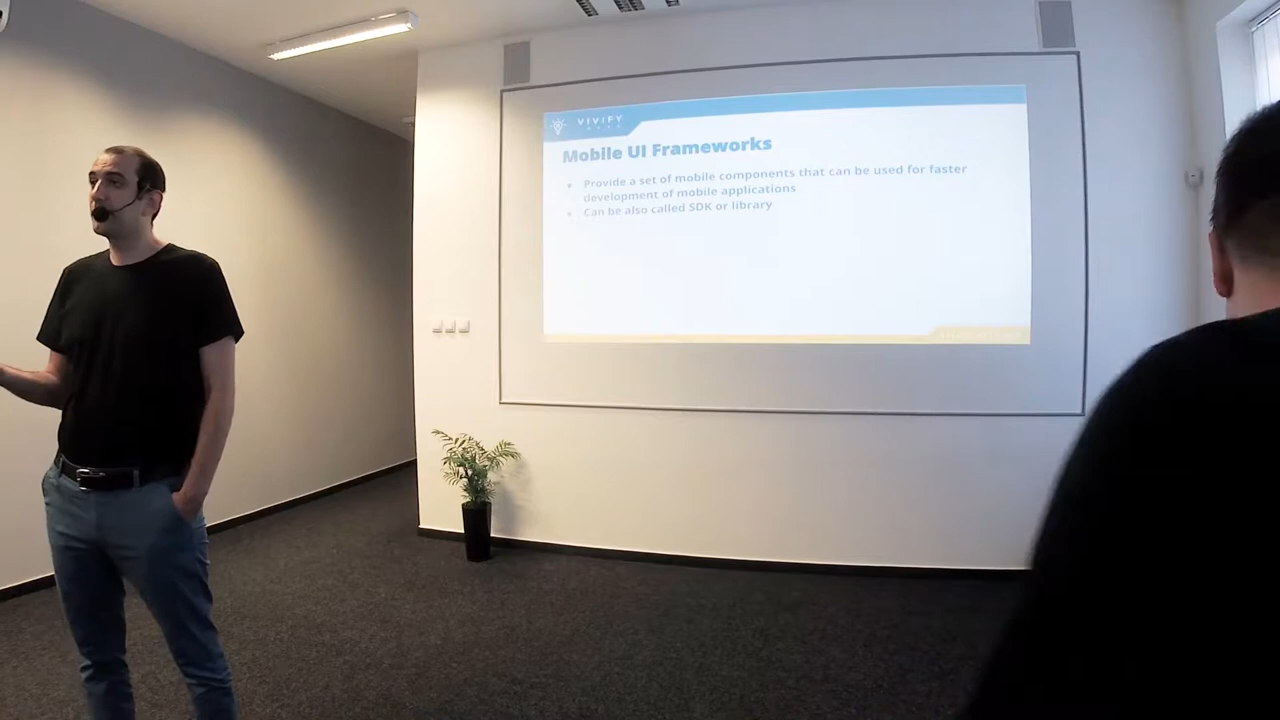 VIVIFY
Mobile UI Frameworks
Provide a set of mobile components that can be used for faster
development of mobile applications
Can be also called SDK or library